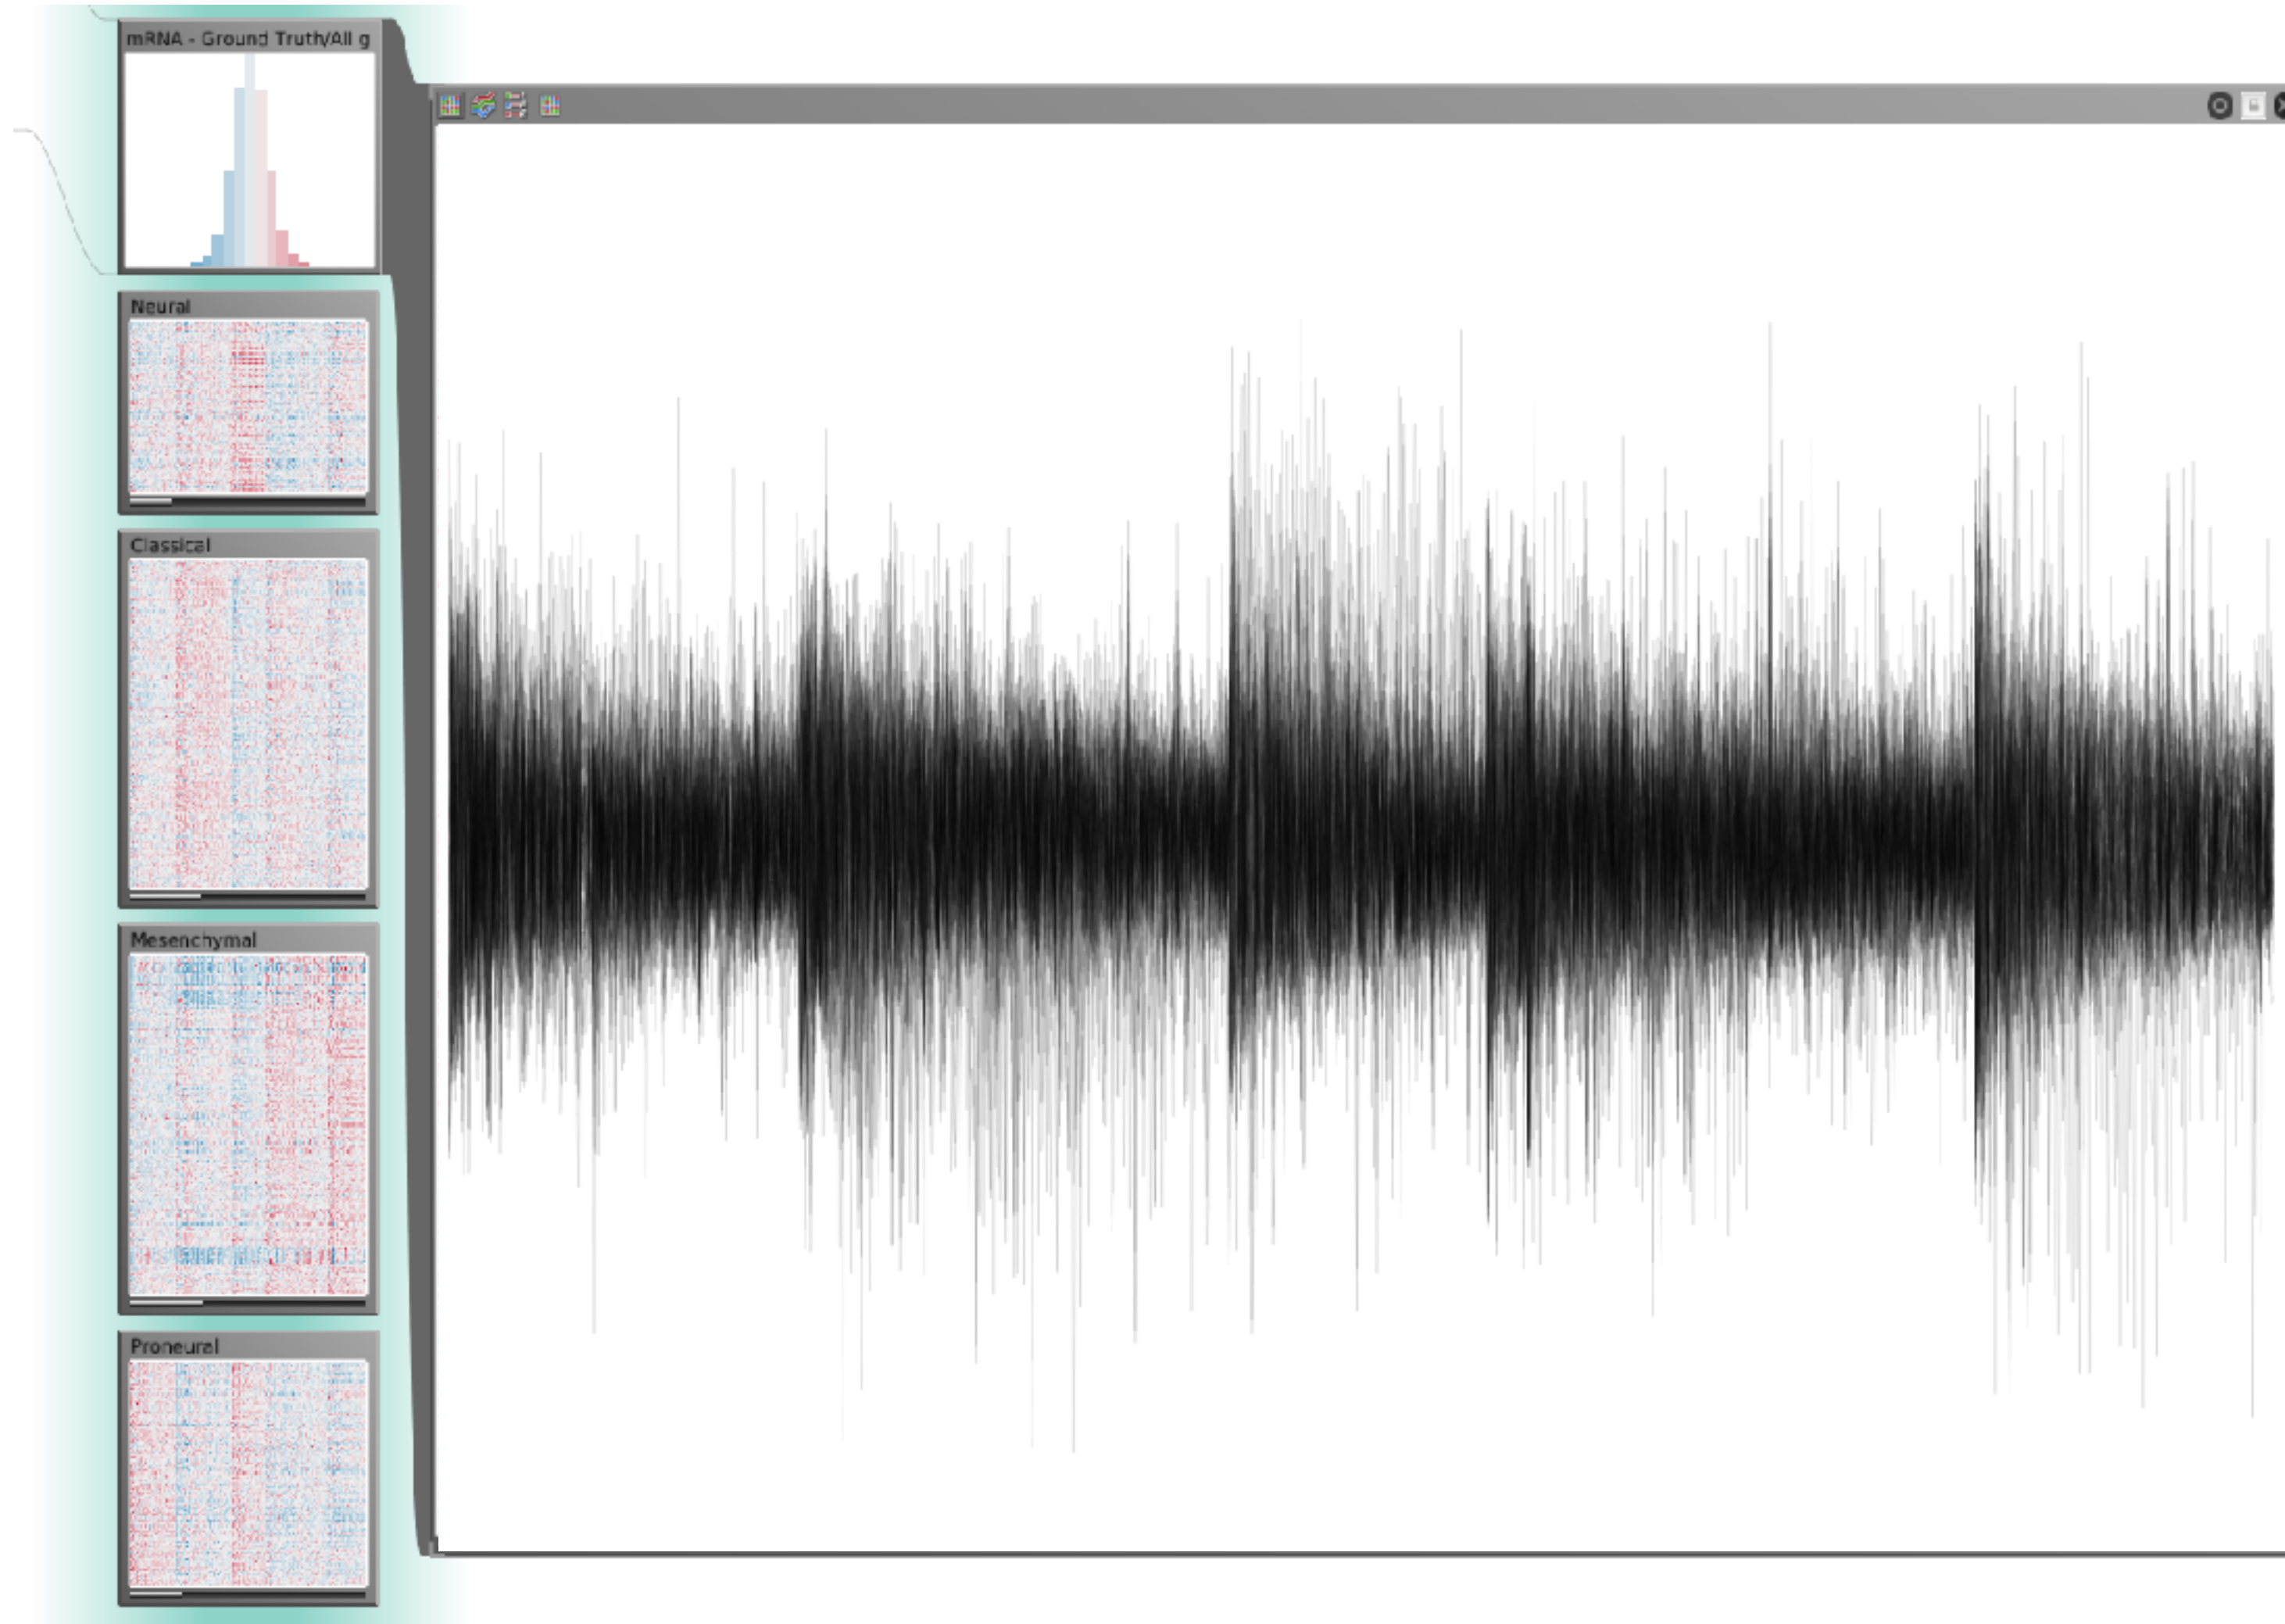 mRNA - Ground Truth/All g
Neural
Classical
Mesenchymal
Proneural